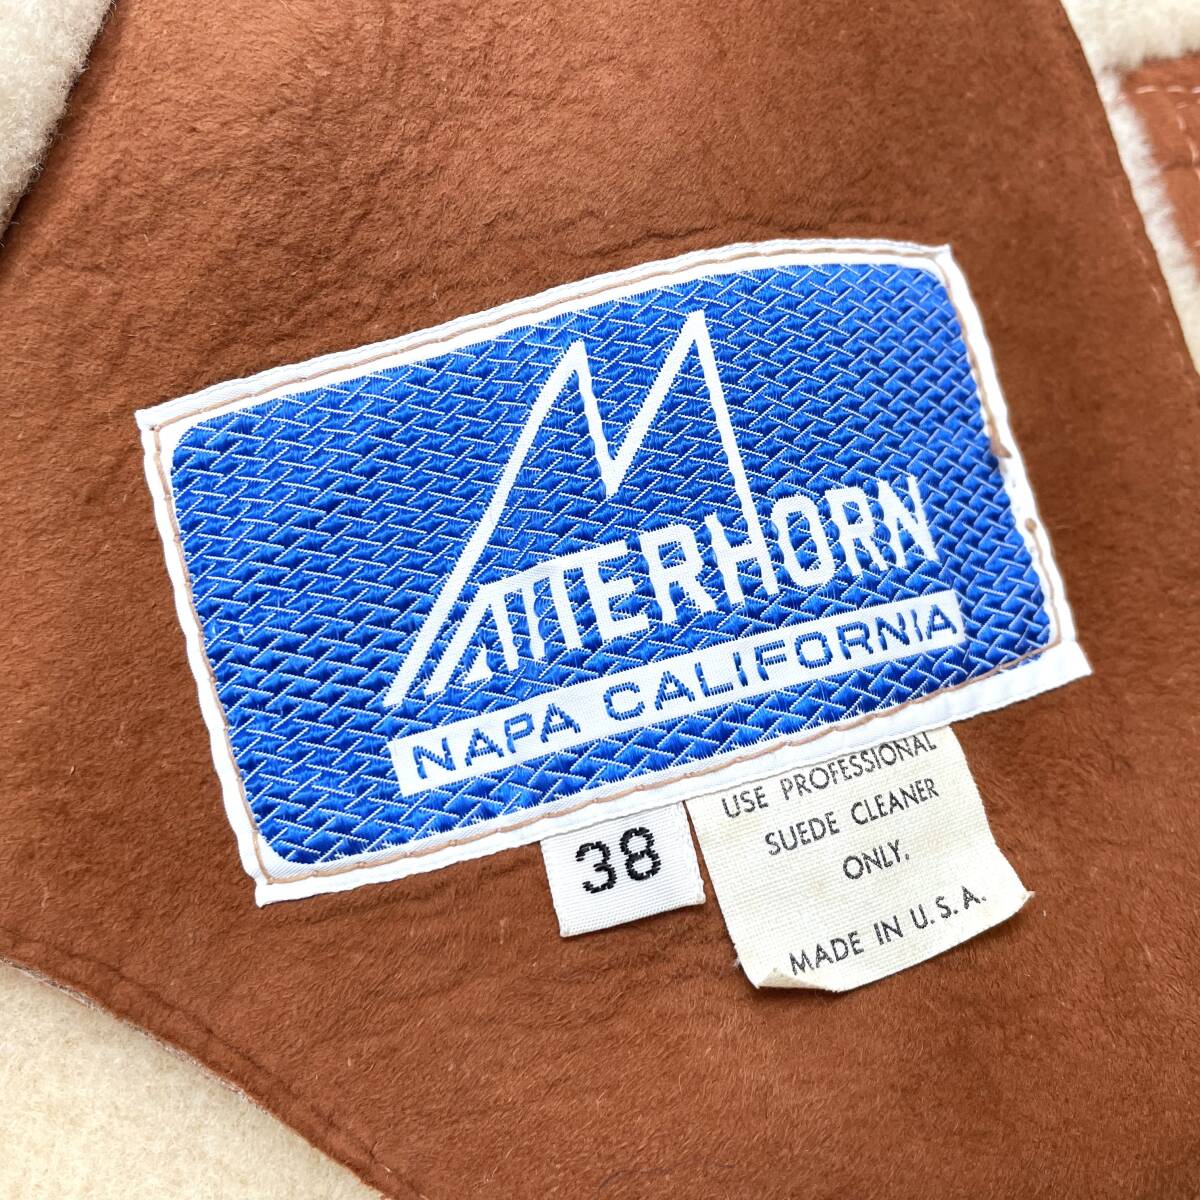 MATTERHORN
NAPA CALIFORNIA
38
USE PROFESSIONAL
SUEDE CLEANER
ONLY.
MADE IN U.S.A.